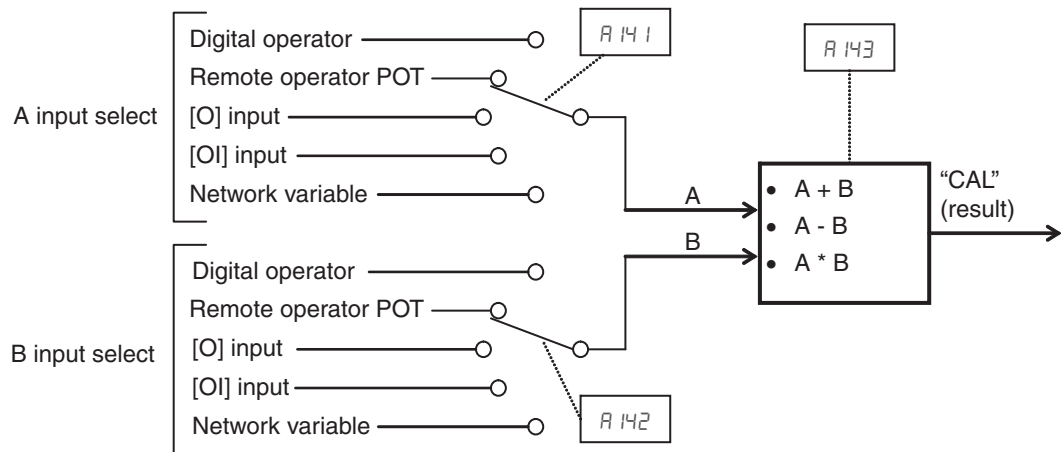 A input select
Digital operator
Remote operator POT
[O] input
[OI] input
Network variable
A141
A143
A
B
• A + B
• A - B
• A * B
“CAL”
(result)
B input select
Digital operator
Remote operator POT
[O] input
[OI] input
Network variable
A142